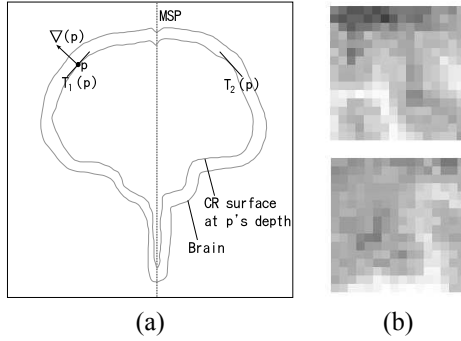 MSP
▽(p)
p
T₁(p)
T₂(p)
CR surface
at p's depth
Brain
(a)
(b)